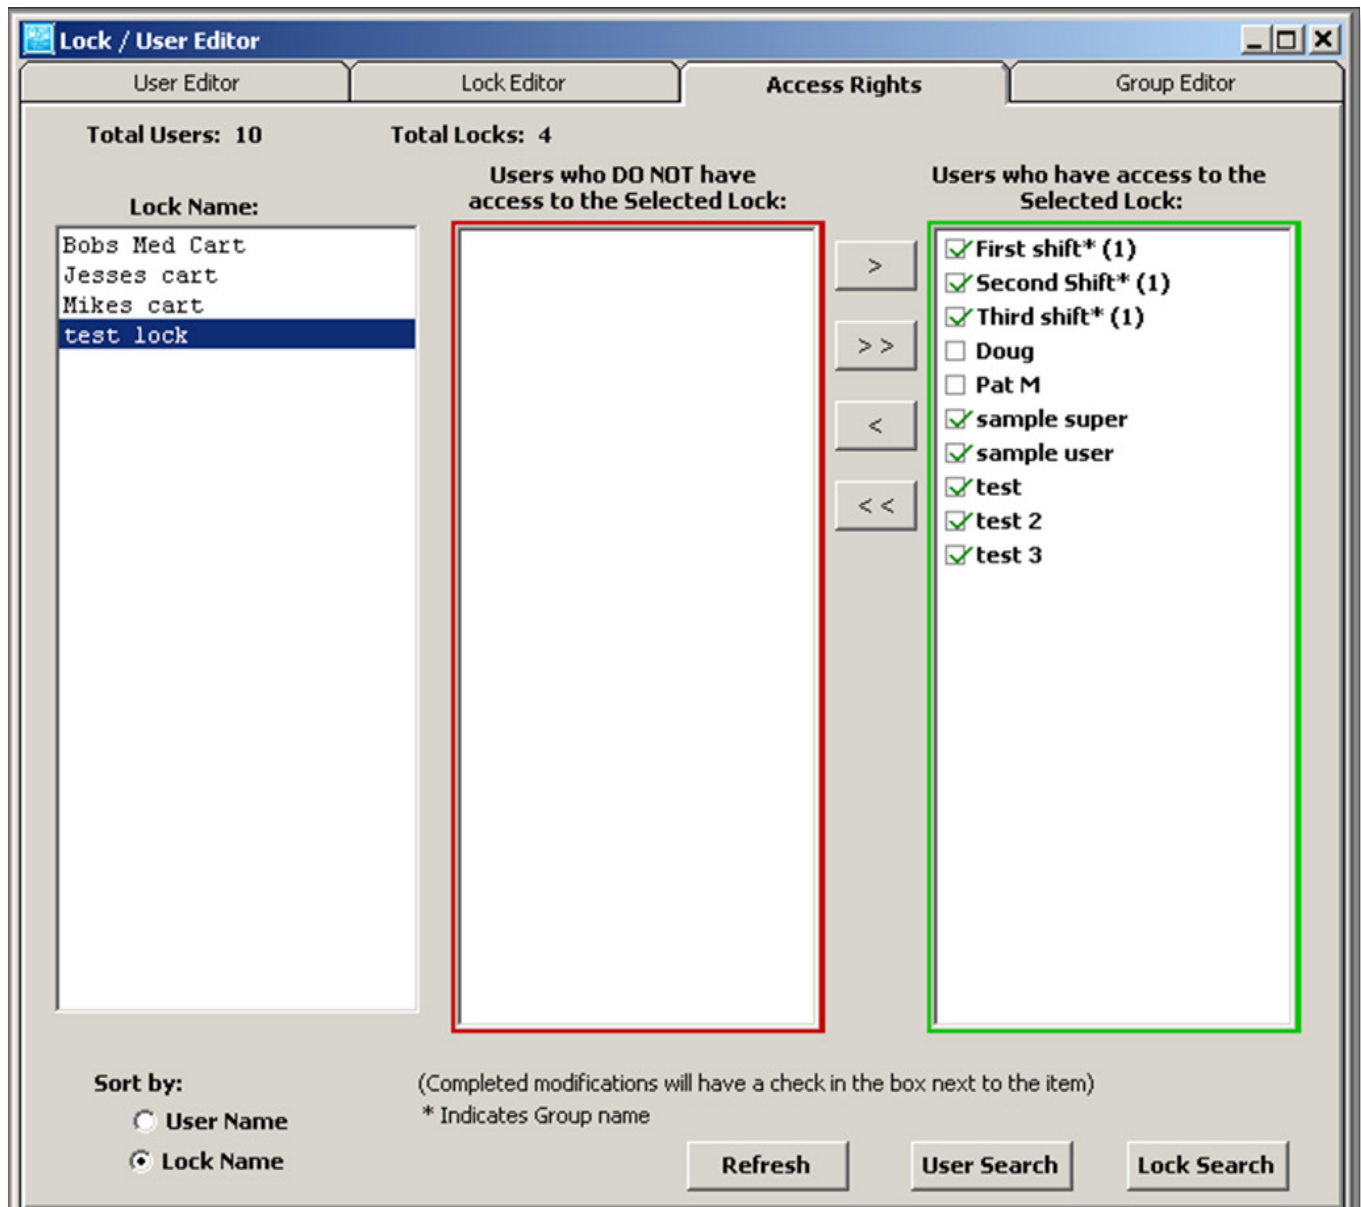 Lock / User Editor
User Editor
Lock Editor
Access Rights
Group Editor
Total Users: 10
Total Locks: 4
Lock Name:
Users who DO NOT have
access to the Selected Lock:
Users who have access to the
Selected Lock:
Bobs Med Cart
Jesses cart
Mikes cart
test lock
>
>>
<
<<
First shift* (1)
Second Shift* (1)
Third shift* (1)
Doug
Pat M
sample super
sample user
test
test 2
test 3
Sort by:
User Name
Lock Name
(Completed modifications will have a check in the box next to the item)
* Indicates Group name
Refresh
User Search
Lock Search